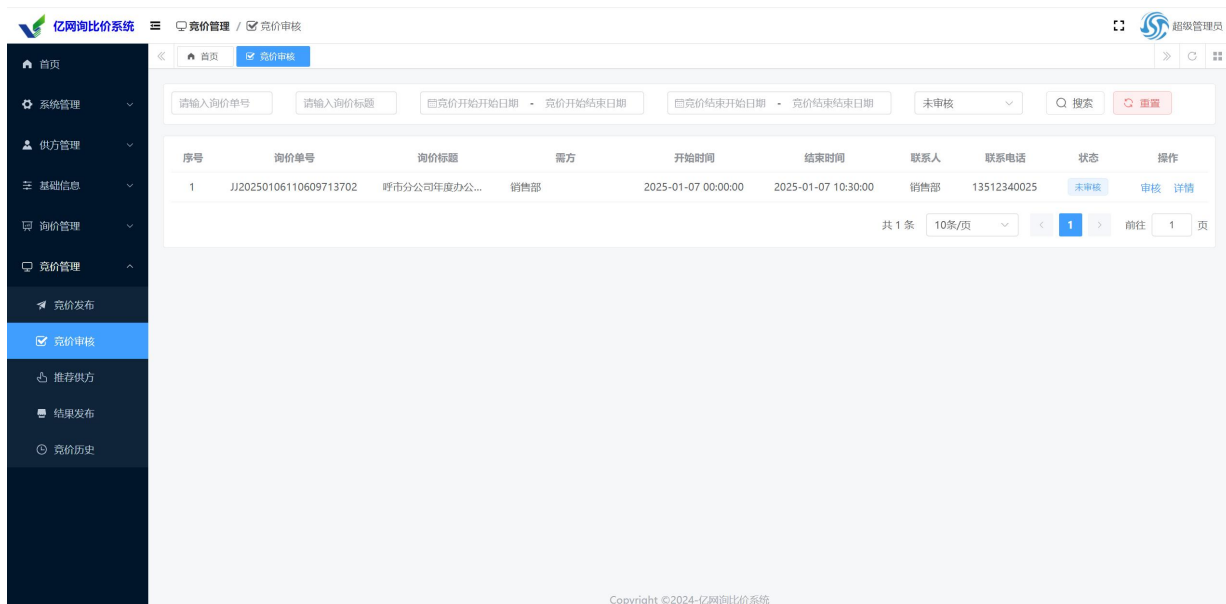 亿网询比价系统 竞价管理 / 竞价审核 超级管理员
首页 竞价审核
首页
系统管理
供方管理
基础信息
询价管理
竞价管理
竞价发布
竞价审核
推荐供方
结果发布
竞价历史
请输入询价单号 请输入询价标题 竞价开始开始日期 - 竞价开始结束日期 竞价结束开始日期 - 竞价结束结束日期 未审核 搜索 重置
序号 询价单号 询价标题 需方 开始时间 结束时间 联系人 联系电话 状态 操作
1 JJ20250106110609713702 呼市分公司年度办公... 销售部 2025-01-07 00:00:00 2025-01-07 10:30:00 销售部 13512340025 未审核 审核 详情
共 1 条 10条/页 1 前往 1 页
Copyright ©2024-亿网询比价系统